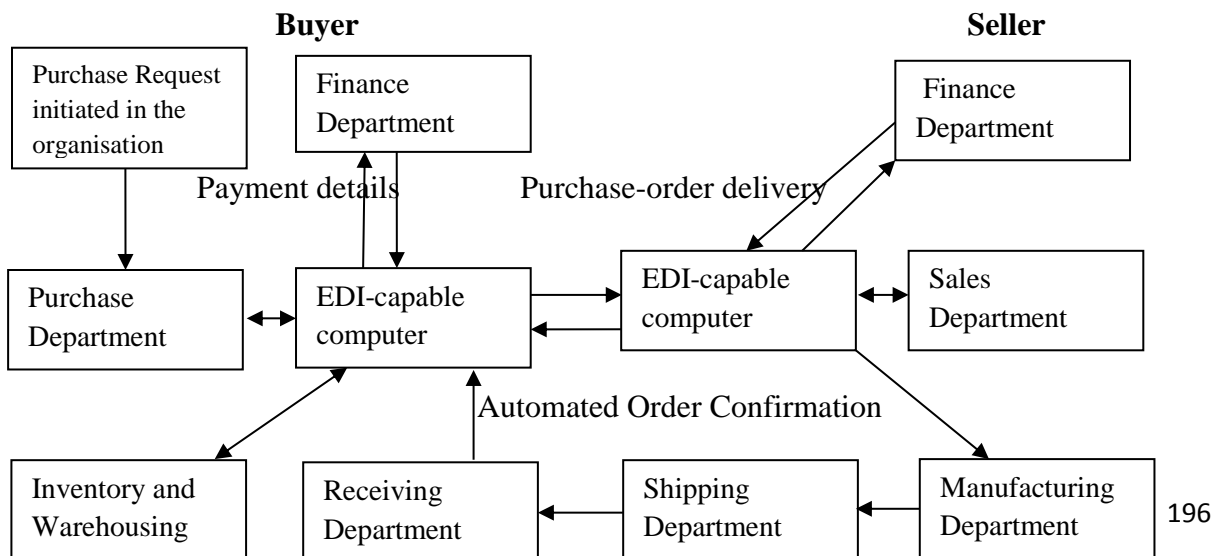 Buyer
Seller
Purchase Request
initiated in the
organisation
Finance
Department
Finance
Department
Payment details
Purchase-order delivery
Purchase
Department
EDI-capable
computer
EDI-capable
computer
Sales
Department
Automated Order Confirmation
Inventory and
Warehousing
Receiving
Department
Shipping
Department
Manufacturing
Department
196